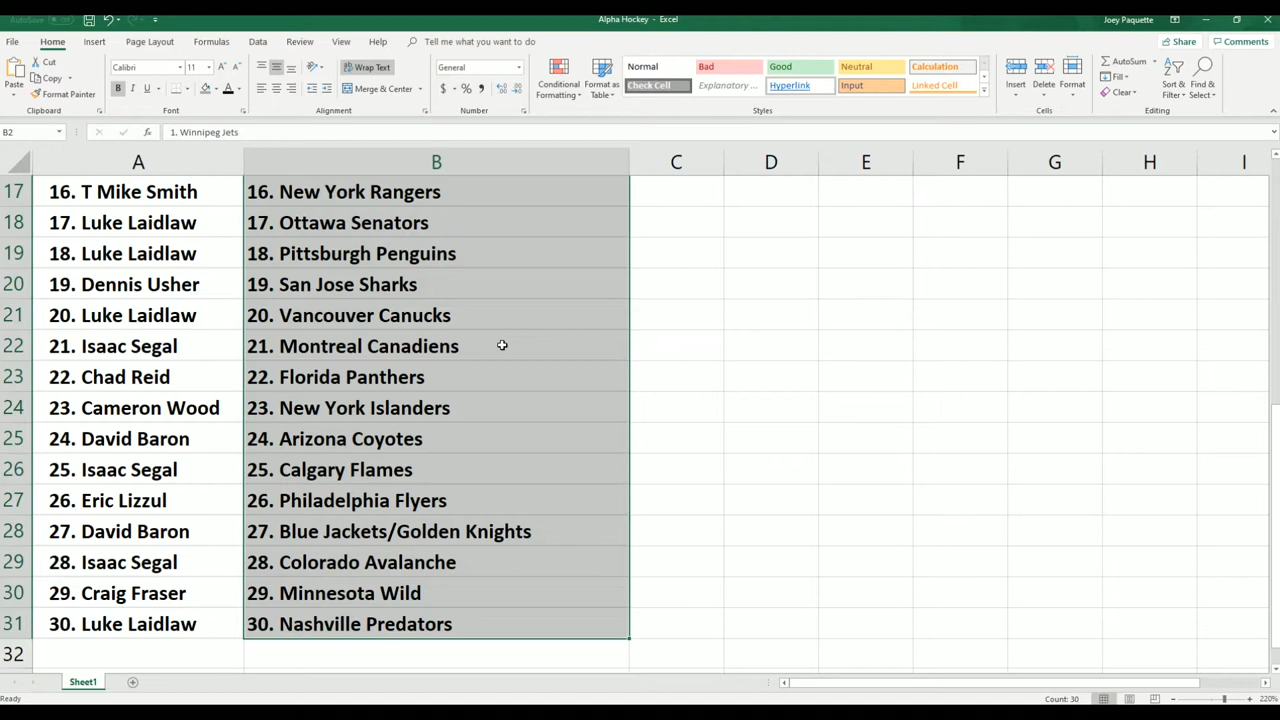 AutoSave Off
Alpha Hockey - Excel
Joey Paquette
File Home Insert Page Layout Formulas Data Review View Help Tell me what you want to do Share Comments
Cut
Copy
Format Painter
Paste
Clipboard
Calibri 11
B I U
Font
Wrap Text
Merge & Center
Alignment
General
$ % ,
Number
Conditional Formatting
Format as Table
Normal Bad Good Neutral Calculation
Check Cell Explanatory ... Hyperlink Input Linked Cell
Styles
Insert Delete Format
Cells
AutoSum
Fill
Clear
Sort & Filter
Find & Select
Editing
B2 fx 1. Winnipeg Jets
A B C D E F G H I
17 16. T Mike Smith 16. New York Rangers
18 17. Luke Laidlaw 17. Ottawa Senators
19 18. Luke Laidlaw 18. Pittsburgh Penguins
20 19. Dennis Usher 19. San Jose Sharks
21 20. Luke Laidlaw 20. Vancouver Canucks
22 21. Isaac Segal 21. Montreal Canadiens
23 22. Chad Reid 22. Florida Panthers
24 23. Cameron Wood 23. New York Islanders
25 24. David Baron 24. Arizona Coyotes
26 25. Isaac Segal 25. Calgary Flames
27 26. Eric Lizzul 26. Philadelphia Flyers
28 27. David Baron 27. Blue Jackets/Golden Knights
29 28. Isaac Segal 28. Colorado Avalanche
30 29. Craig Fraser 29. Minnesota Wild
31 30. Luke Laidlaw 30. Nashville Predators
32
Sheet1
Ready Count: 30 220%